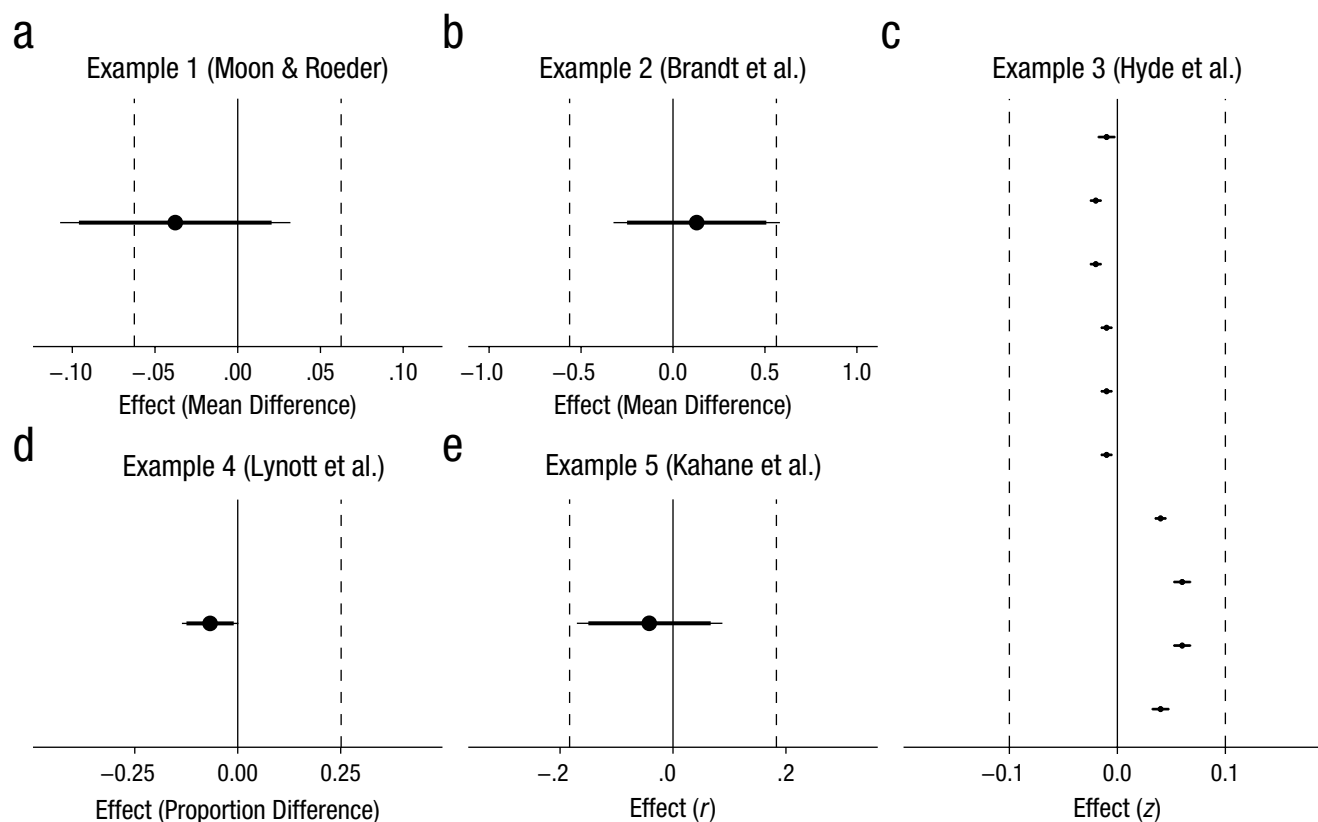 a
Example 1 (Moon & Roeder)
–.10 –.05 .00 .05 .10
Effect (Mean Difference)
b
Example 2 (Brandt et al.)
–1.0 –0.5 0.0 0.5 1.0
Effect (Mean Difference)
c
Example 3 (Hyde et al.)
–0.1 0.0 0.1
Effect (z)
d
Example 4 (Lynott et al.)
–0.25 0.00 0.25
Effect (Proportion Difference)
e
Example 5 (Kahane et al.)
–.2 .0 .2
Effect (r)